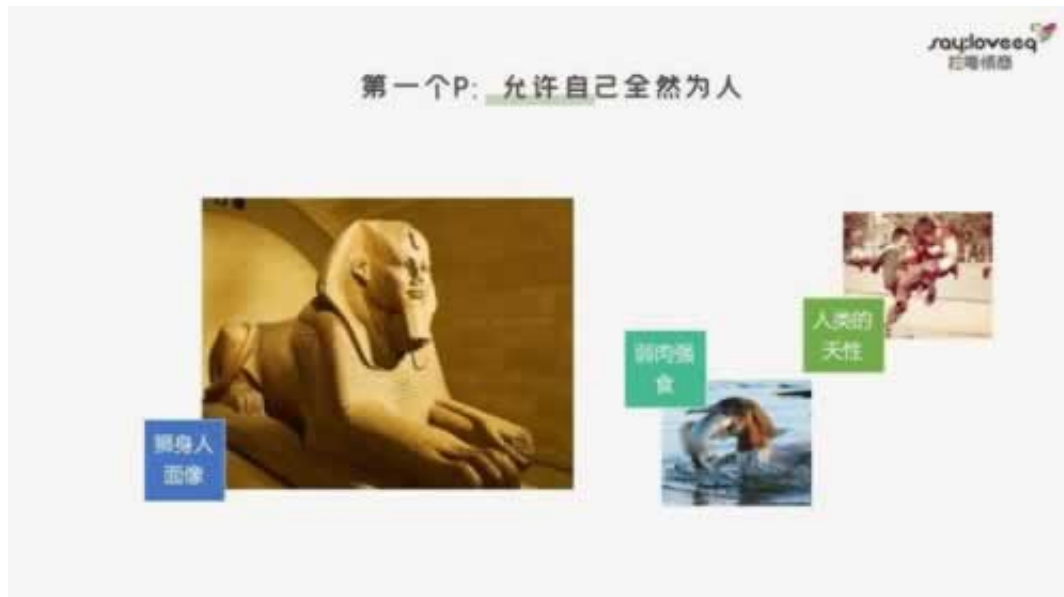 sayloveeq
第一个P: 允许自己全然为人
人类的
天性
弱肉强
食
狮身人
面像